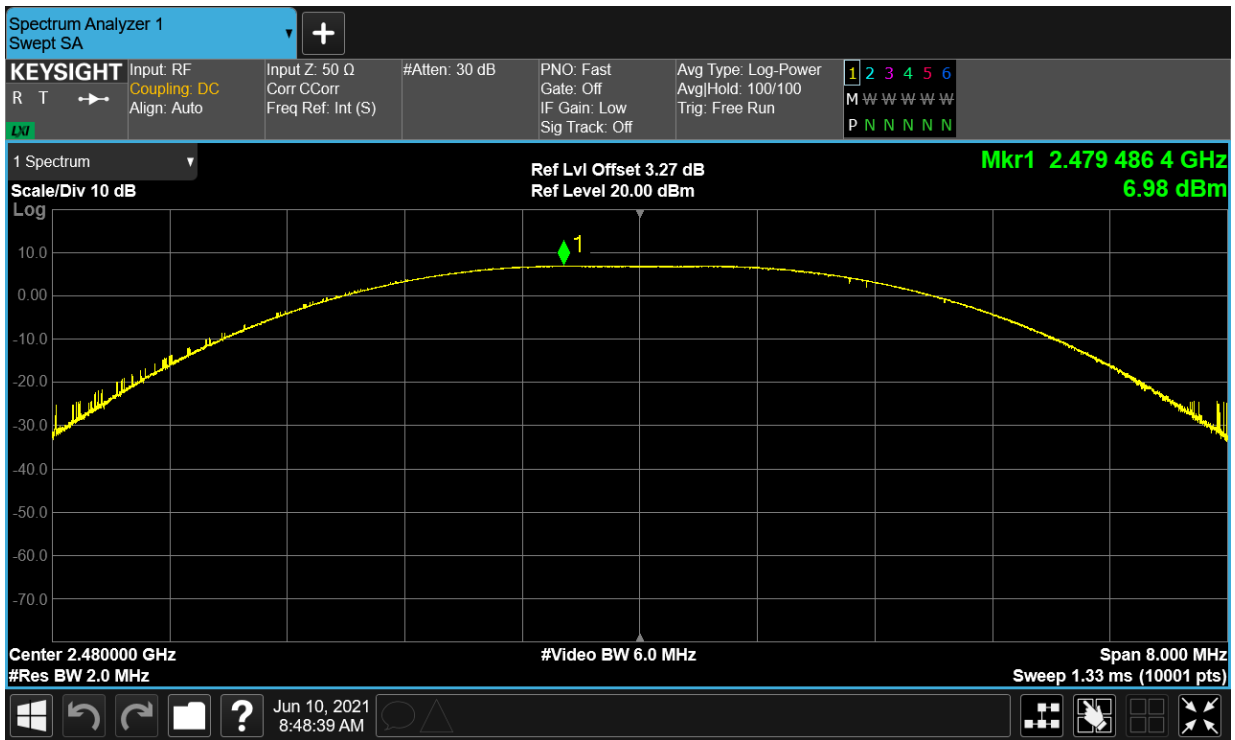 Spectrum Analyzer 1
Swept SA
+
KEYSIGHT
R T
LXI
Input: RF
Coupling: DC
Align: Auto
Input Z: 50 Ω
Corr CCorr
Freq Ref: Int (S)
#Atten: 30 dB
PNO: Fast
Gate: Off
IF Gain: Low
Sig Track: Off
Avg Type: Log-Power
Avg|Hold: 100/100
Trig: Free Run
1 2 3 4 5 6
M W W W W W
P N N N N N
1 Spectrum
Scale/Div 10 dB
Log
Ref Lvl Offset 3.27 dB
Ref Level 20.00 dBm
Mkr1 2.479 486 4 GHz
6.98 dBm
1
10.0
0.00
-10.0
-20.0
-30.0
-40.0
-50.0
-60.0
-70.0
Center 2.480000 GHz
#Res BW 2.0 MHz
#Video BW 6.0 MHz
Span 8.000 MHz
Sweep 1.33 ms (10001 pts)
?
Jun 10, 2021
8:48:39 AM